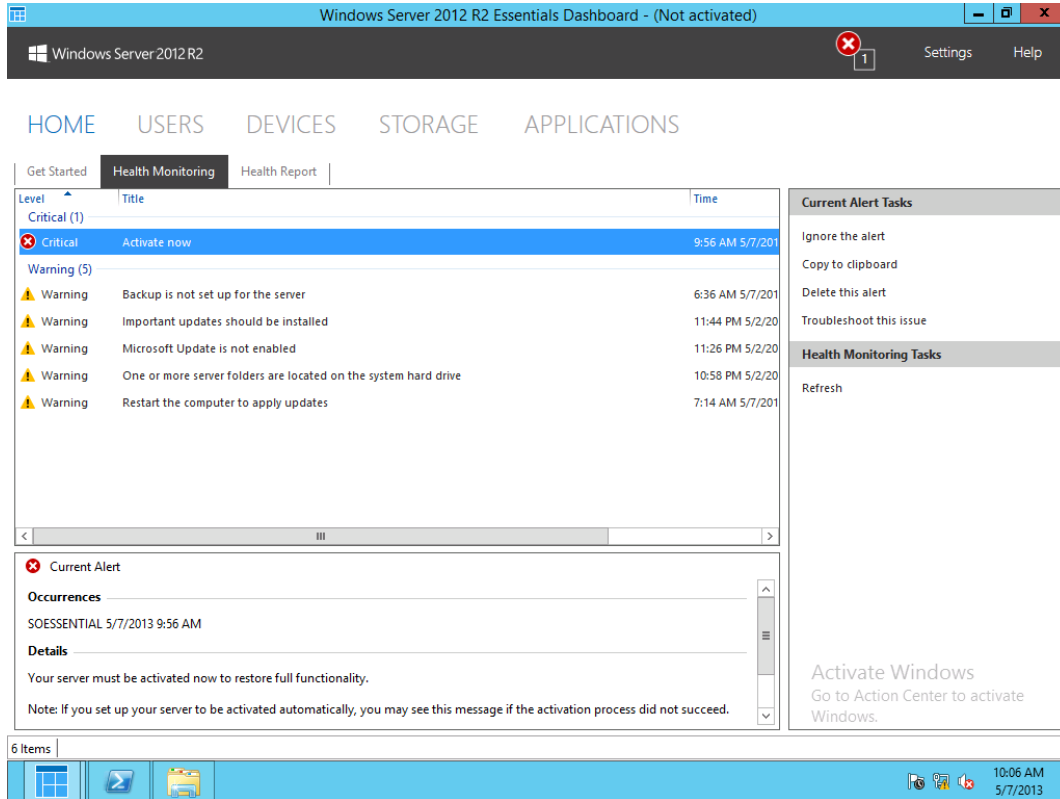 Windows Server 2012 R2 Essentials Dashboard - (Not activated)
Windows Server 2012 R2
1
Settings
Help
HOME
USERS
DEVICES
STORAGE
APPLICATIONS
Get Started
Health Monitoring
Health Report
Level
Title
Time
Critical (1)
Critical
Activate now
9:56 AM 5/7/201
Warning (5)
Warning
Backup is not set up for the server
6:36 AM 5/7/201
Warning
Important updates should be installed
11:44 PM 5/2/20
Warning
Microsoft Update is not enabled
11:26 PM 5/2/20
Warning
One or more server folders are located on the system hard drive
10:58 PM 5/2/20
Warning
Restart the computer to apply updates
7:14 AM 5/7/201
Current Alert Tasks
Ignore the alert
Copy to clipboard
Delete this alert
Troubleshoot this issue
Health Monitoring Tasks
Refresh
Current Alert
Occurrences
SOESSENTIAL 5/7/2013 9:56 AM
Details
Your server must be activated now to restore full functionality.
Note: If you set up your server to be activated automatically, you may see this message if the activation process did not succeed.
Activate Windows
Go to Action Center to activate
Windows.
6 Items
10:06 AM
5/7/2013